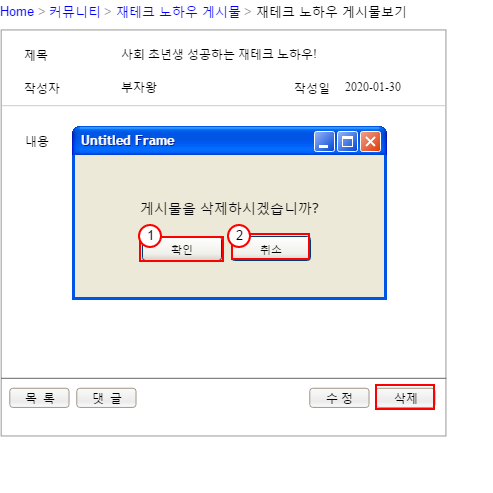 Home > 커뮤니티 > 재테크 노하우 게시물 > 재테크 노하우 게시물보기
제목 사회 초년생 성공하는 재테크 노하우!
작성자 부자왕 작성일 2020-01-30
내용
Untitled Frame
게시물을 삭제하시겠습니까?
1 확인 2 취소
목 록 댓 글 수 정 삭제